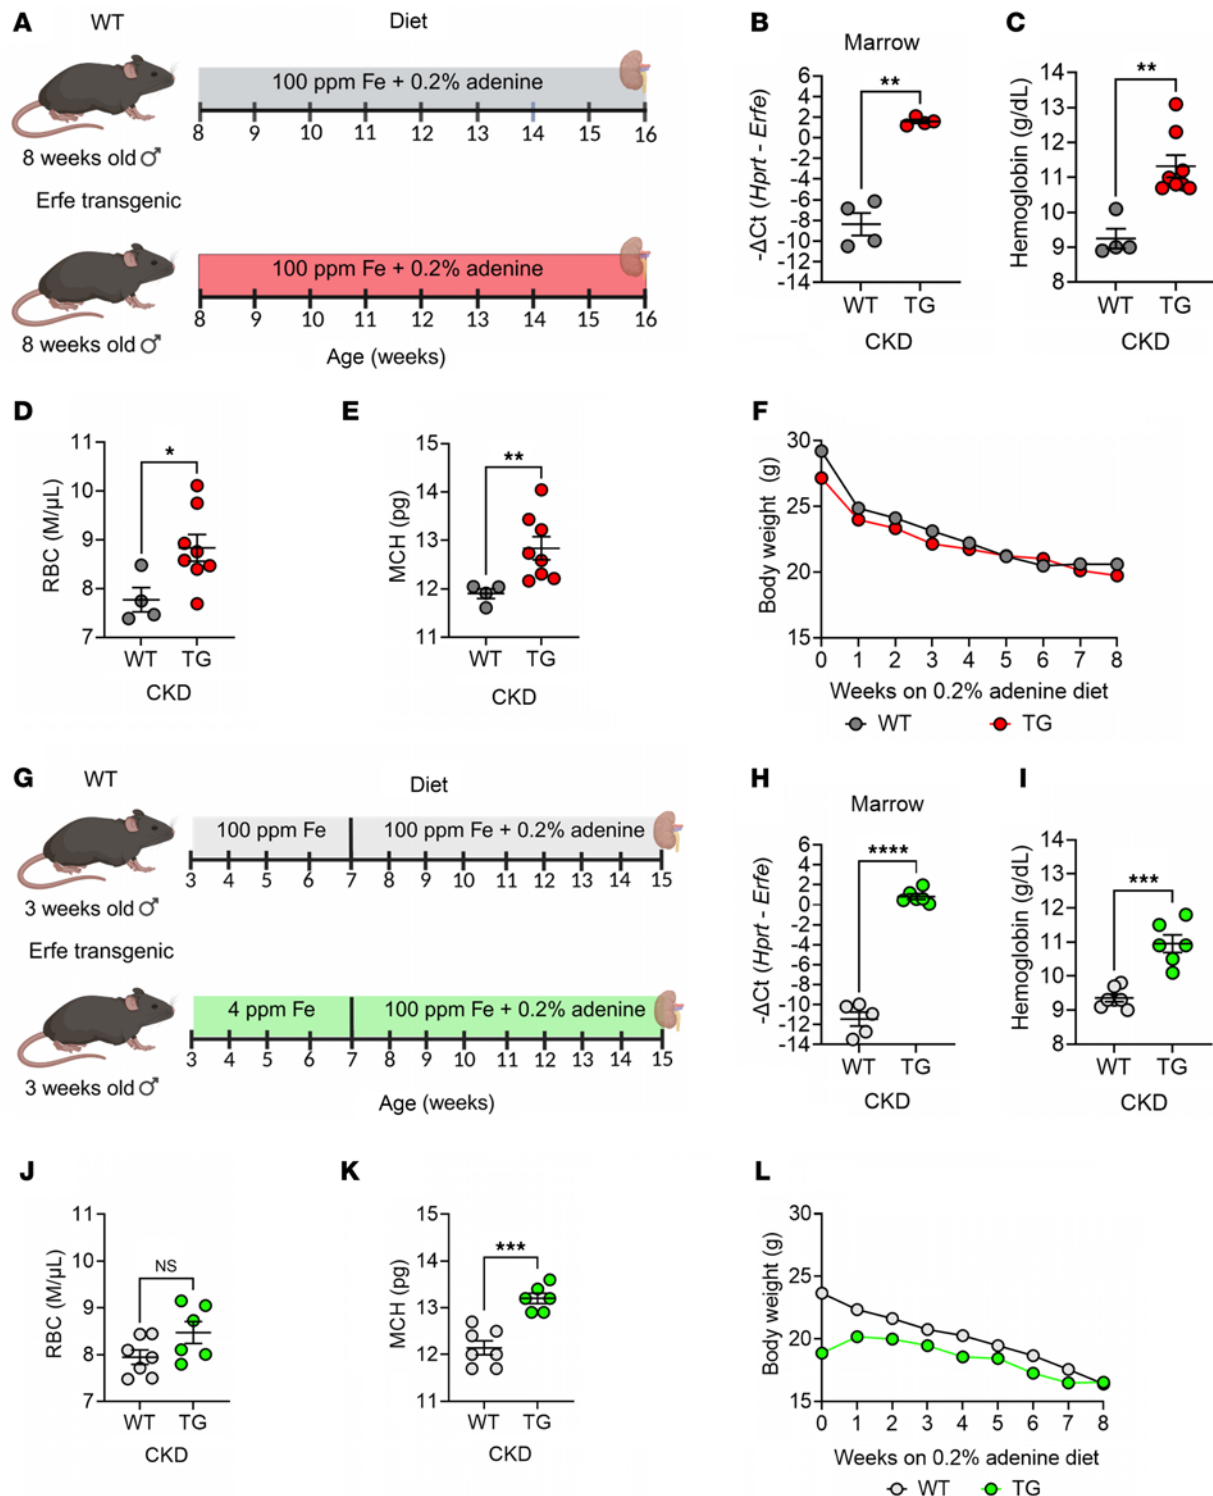 A
WT
Diet
100 ppm Fe + 0.2% adenine
8 9 10 11 12 13 14 15 16
8 weeks old ♂
Erfe transgenic
100 ppm Fe + 0.2% adenine
8 9 10 11 12 13 14 15 16
8 weeks old ♂
Age (weeks)
B
Marrow
-ΔCt (Hprt - Erfe)
6
4
2
0
-2
-4
-6
-8
-10
-12
-14
**
WT TG
CKD
C
Hemoglobin (g/dL)
14
13
12
11
10
9
8
**
WT TG
CKD
D
RBC (M/μL)
11
10
9
8
7
*
WT TG
CKD
E
MCH (pg)
15
14
13
12
11
**
WT TG
CKD
F
Body weight (g)
30
25
20
15
0 1 2 3 4 5 6 7 8
Weeks on 0.2% adenine diet
WT TG
G
WT
Diet
100 ppm Fe
100 ppm Fe + 0.2% adenine
3 4 5 6 7 8 9 10 11 12 13 14 15
3 weeks old ♂
Erfe transgenic
4 ppm Fe
100 ppm Fe + 0.2% adenine
3 4 5 6 7 8 9 10 11 12 13 14 15
3 weeks old ♂
Age (weeks)
H
Marrow
-ΔCt (Hprt - Erfe)
6
4
2
0
-2
-4
-6
-8
-10
-12
-14
****
WT TG
CKD
I
Hemoglobin (g/dL)
14
13
12
11
10
9
8
***
WT TG
CKD
J
RBC (M/μL)
11
10
9
8
7
NS
WT TG
CKD
K
MCH (pg)
15
14
13
12
11
***
WT TG
CKD
L
Body weight (g)
30
25
20
15
0 1 2 3 4 5 6 7 8
Weeks on 0.2% adenine diet
WT TG